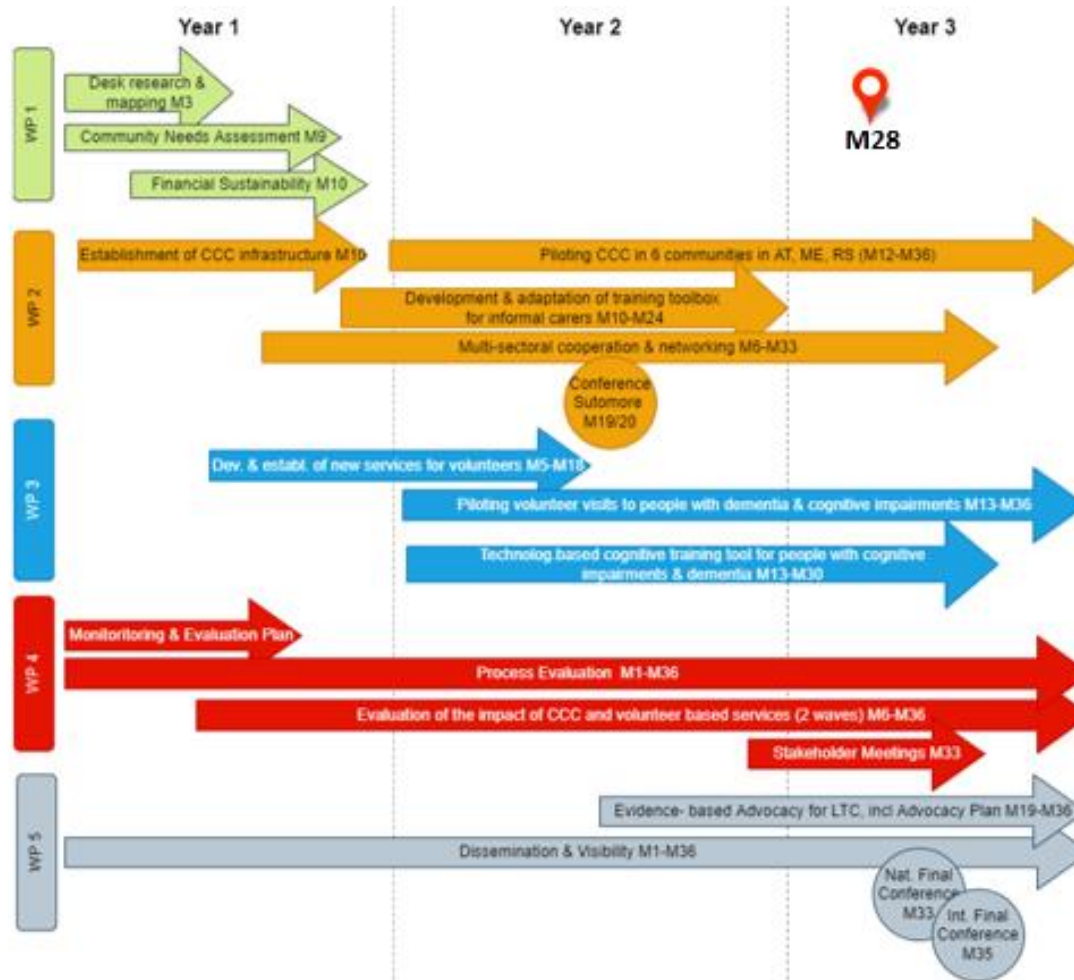 Year 1
Year 2
Year 3
WP 1
Desk research &
mapping M3
Community Needs Assessment M9
Financial Sustainability M10
M28
WP 2
Establishment of CCC infrastructure M10
Piloting CCC in 6 communities in AT, ME, RS (M12-M36)
Development & adaptation of training toolbox
for informal carers M10-M24
Multi-sectoral cooperation & networking M6-M33
Conference
Sutomore
M19/20
WP 3
Dev. & establ. of new services for volunteers M5-M18
Piloting volunteer visits to people with dementia & cognitive impairments M13-M36
Technolog.based cognitive training tool for people with cognitive
impairments & dementia M13-M30
WP 4
Monitoritoring & Evaluation Plan
Process Evaluation M1-M36
Evaluation of the impact of CCC and volunteer based services (2 waves) M6-M36
Stakeholder Meetings M33
WP 5
Evidence- based Advocacy for LTC, incl Advocacy Plan M19-M36
Dissemination & Visibility M1-M36
Nat. Final
Conference
M33
Int. Final
Conference
M35